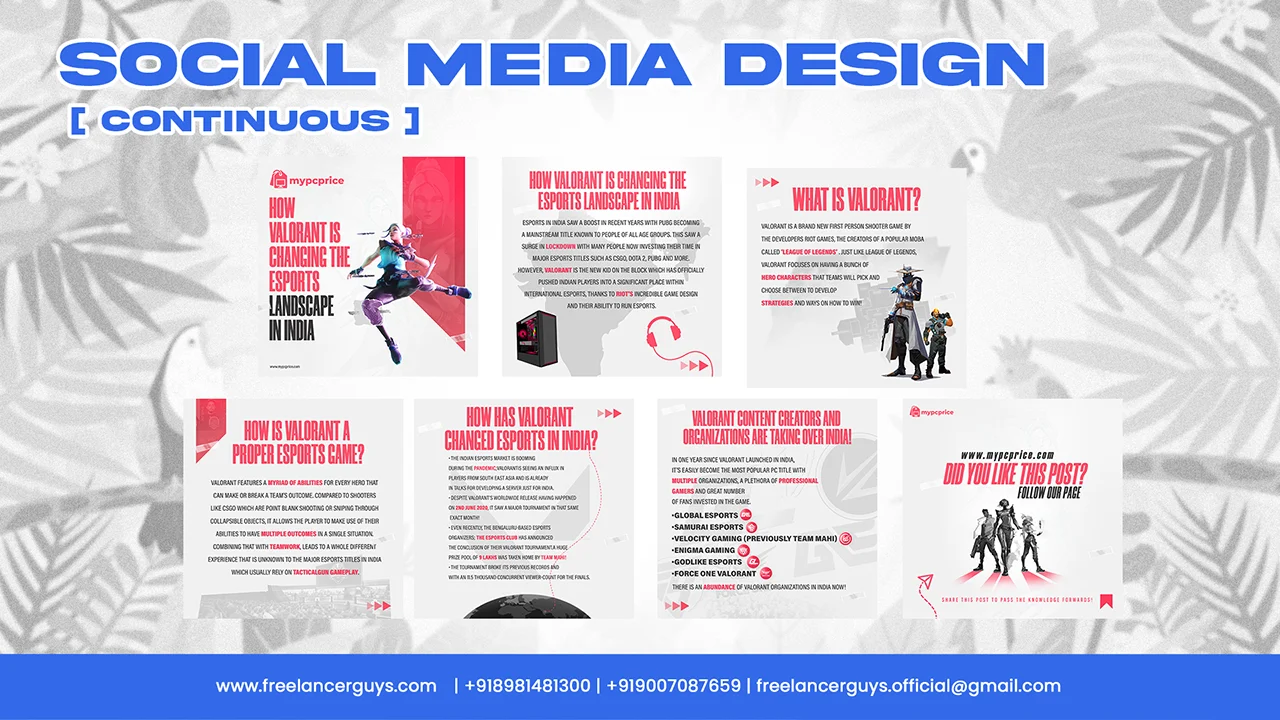 SOCIAL MEDIA DESIGN
[ CONTINUOUS ]
mypcprice
HOW
VALORANT IS
CHANGING THE
ESPORTS
LANDSCAPE
IN INDIA
www.mypcprice.com
HOW VALORANT IS CHANGING THE
ESPORTS LANDSCAPE IN INDIA
ESPORTS IN INDIA SAW A BOOST IN RECENT YEARS WITH PUBG BECOMING
A MAINSTREAM TITLE KNOWN TO PEOPLE OF ALL AGE GROUPS. THIS SAW A
SURGE IN LOCKDOWN WITH MANY PEOPLE NOW INVESTING THEIR TIME IN
MAJOR ESPORTS TITLES SUCH AS CSGO, DOTA 2, PUBG AND MORE.
HOWEVER, VALORANT IS THE NEW KID ON THE BLOCK WHICH HAS OFFICIALLY
PUSHED INDIAN PLAYERS INTO A SIGNIFICANT PLACE WITHIN
INTERNATIONAL ESPORTS, THANKS TO RIOT'S INCREDIBLE GAME DESIGN
AND THEIR ABILITY TO RUN ESPORTS.
WHAT IS VALORANT?
VALORANT IS A BRAND NEW FIRST PERSON SHOOTER GAME BY
THE DEVELOPERS RIOT GAMES, THE CREATORS OF A POPULAR MOBA
CALLED 'LEAGUE OF LEGENDS' . JUST LIKE LEAGUE OF LEGENDS,
VALORANT FOCUSES ON HAVING A BUNCH OF
HERO CHARACTERS THAT TEAMS WILL PICK AND
CHOOSE BETWEEN TO DEVELOP
STRATEGIES AND WAYS ON HOW TO WIN!
HOW IS VALORANT A
PROPER ESPORTS GAME?
VALORANT FEATURES A MYRIAD OF ABILITIES FOR EVERY HERO THAT
CAN MAKE OR BREAK A TEAM'S OUTCOME. COMPARED TO SHOOTERS
LIKE CSGO WHICH ARE POINT BLANK SHOOTING OR SNIPING THROUGH
COLLAPSIBLE OBJECTS, IT ALLOWS THE PLAYER TO MAKE USE OF THEIR
ABILITIES TO HAVE MULTIPLE OUTCOMES IN A SINGLE SITUATION.
COMBINING THAT WITH TEAMWORK, LEADS TO A WHOLE DIFFERENT
EXPERIENCE THAT IS UNKNOWN TO THE MAJOR ESPORTS TITLES IN INDIA
WHICH USUALLY RELY ON TACTICALGUN GAMEPLAY.
HOW HAS VALORANT
CHANGED ESPORTS IN INDIA?
• THE INDIAN ESPORTS MARKET IS BOOMING
DURING THE PANDEMIC,VALORANTIS SEEING AN INFLUX IN
PLAYERS FROM SOUTH EAST ASIA AND IS ALREADY
IN TALKS FOR DEVELOPING A SERVER JUST FOR INDIA.
• DESPITE VALORANT'S WORLDWIDE RELEASE HAVING HAPPENED
ON 2ND JUNE 2020, IT SAW A MAJOR TOURNAMENT IN THAT SAME
EXACT MONTH!
• EVEN RECENTLY, THE BENGALURU-BASED ESPORTS
ORGANIZERS: THE ESPORTS CLUB HAS ANNOUNCED
THE CONCLUSION OF THEIR VALORANT TOURNAMENT.A HUGE
PRIZE POOL OF 9 LAKHS WAS TAKEN HOME BY TEAM MAHI!
• THE TOURNAMENT BROKE ITS PREVIOUS RECORDS AND
WITH AN 11.5 THOUSAND CONCURRENT VIEWER-COUNT FOR THE FINALS.
VALORANT CONTENT CREATORS AND
ORGANIZATIONS ARE TAKING OVER INDIA!
IN ONE YEAR SINCE VALORANT LAUNCHED IN INDIA,
IT'S EASILY BECOME THE MOST POPULAR PC TITLE WITH
MULTIPLE ORGANIZATIONS, A PLETHORA OF PROFESSIONAL
GAMERS AND GREAT NUMBER
OF FANS INVESTED IN THE GAME.
•GLOBAL ESPORTS
•SAMURAI ESPORTS
•VELOCITY GAMING (PREVIOUSLY TEAM MAHI)
•ENIGMA GAMING
•GODLIKE ESPORTS
•FORCE ONE VALORANT
THERE IS AN ABUNDANCE OF VALORANT ORGANIZATIONS IN INDIA NOW!
mypcprice
www.mypcprice.com
DID YOU LIKE THIS POST?
FOLLOW OUR PAGE
SHARE THIS POST TO PASS THE KNOWLEDGE FORWARDS!
www.freelancerguys.com | +918981481300 | +919007087659 | freelancerguys.official@gmail.com